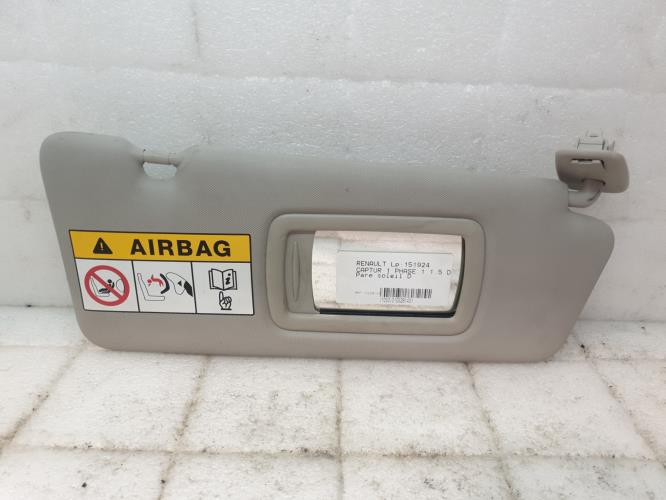 AIRBAG
RENAULT Lp:151924
CAPTUR 1 PHASE 1 1.5 D
Pare soleil D